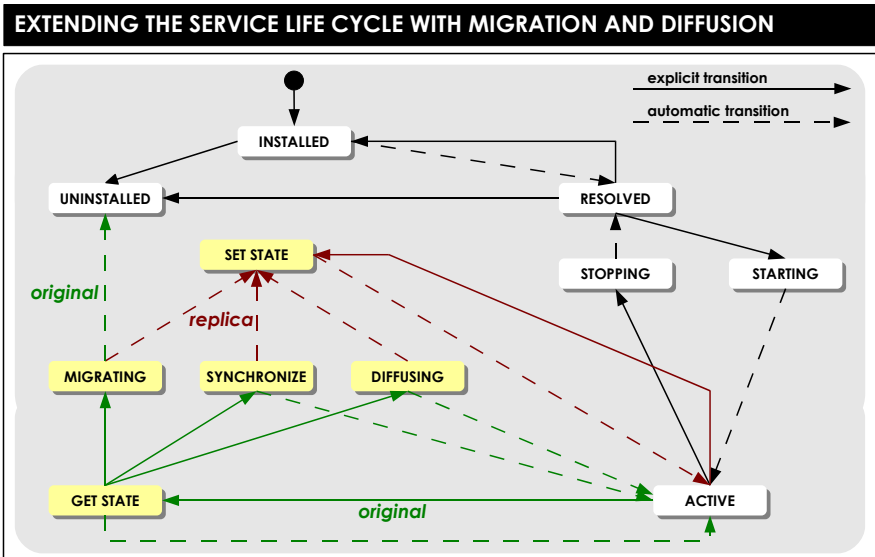 EXTENDING THE SERVICE LIFE CYCLE WITH MIGRATION AND DIFFUSION
explicit transition
automatic transition
INSTALLED
UNINSTALLED
RESOLVED
SET STATE
STOPPING
STARTING
original
replica
MIGRATING
SYNCHRONIZE
DIFFUSING
GET STATE
ACTIVE
original